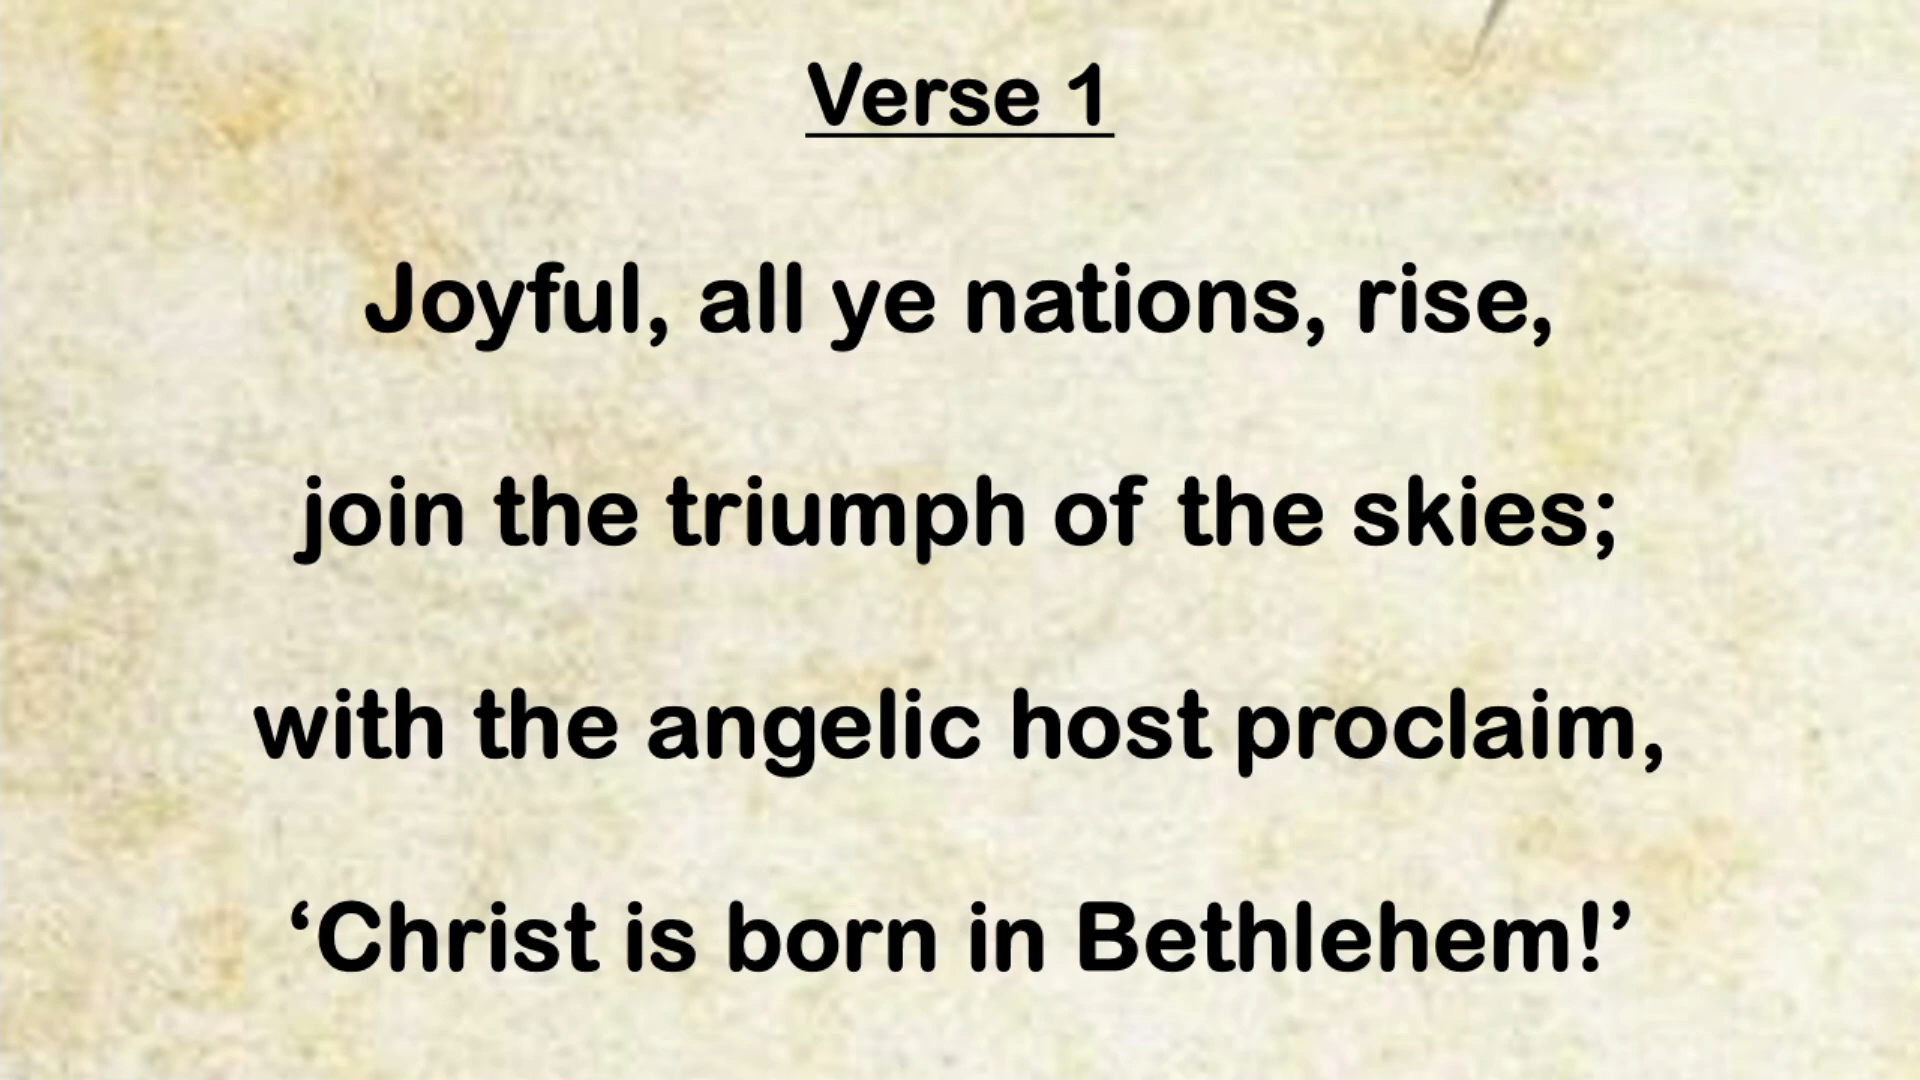 Verse 1
Joyful, all ye nations, rise,
join the triumph of the skies;
with the angelic host proclaim,
‘Christ is born in Bethlehem!’